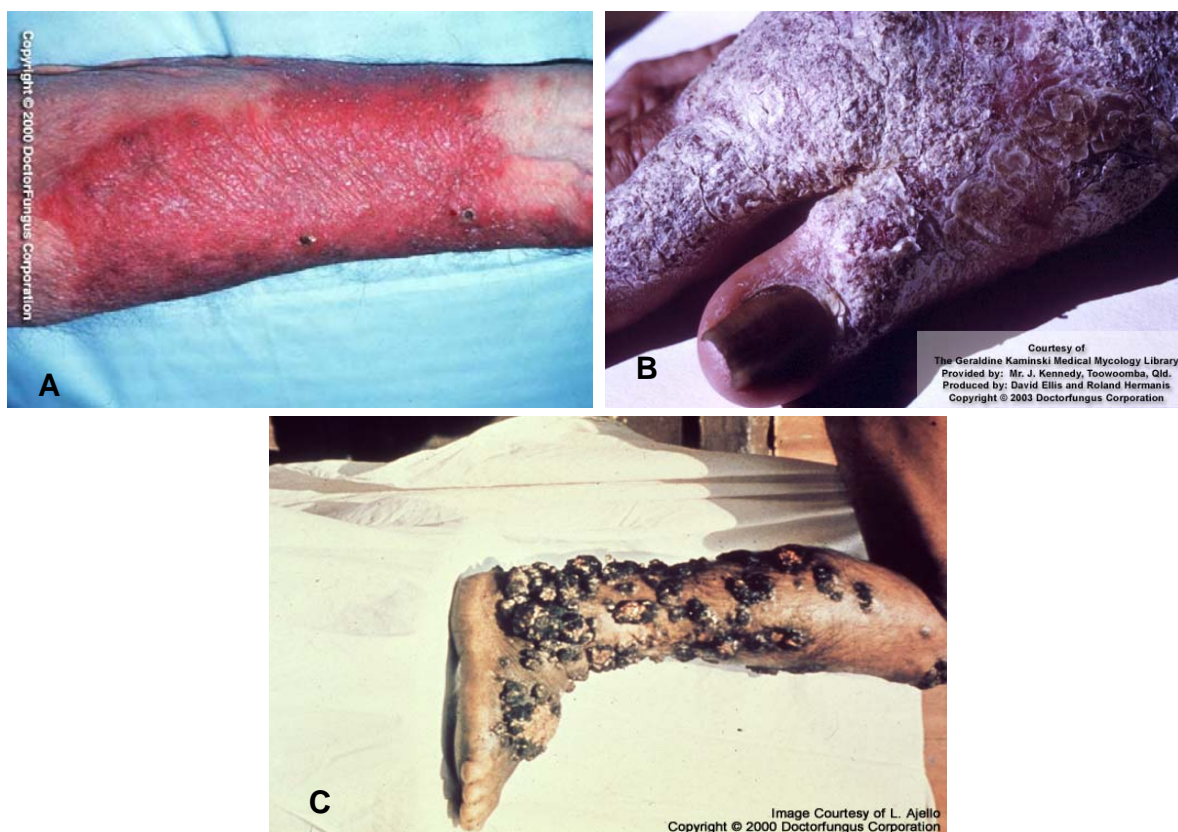 Copyright © 2000 DoctorFungus Corporation
A
Courtesy of
The Geraldine Kaminski Medical Mycology Library
Provided by: Mr. J. Kennedy, Toowoomba, Qld.
Produced by: David Ellis and Roland Hermanis
Copyright © 2003 Doctorfungus Corporation
B
Image Courtesy of L. Ajello
Copyright © 2000 Doctorfungus Corporation
C